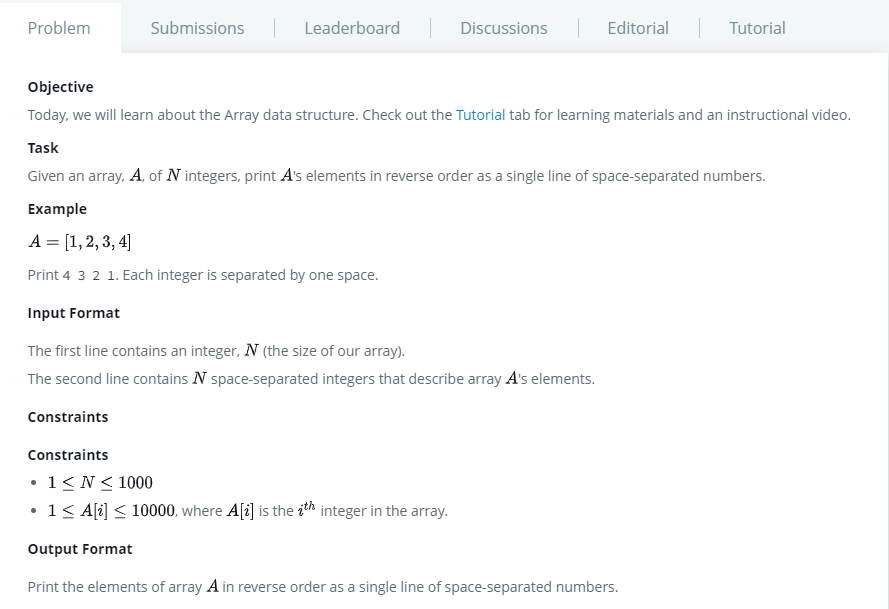 Problem Submissions Leaderboard Discussions Editorial Tutorial
Objective
Today, we will learn about the Array data structure. Check out the Tutorial tab for learning materials and an instructional video.
Task
Given an array, A, of N integers, print A's elements in reverse order as a single line of space-separated numbers.
Example
A = [1, 2, 3, 4]
Print 4 3 2 1. Each integer is separated by one space.
Input Format
The first line contains an integer, N (the size of our array).
The second line contains N space-separated integers that describe array A's elements.
Constraints
Constraints
• 1 ≤ N ≤ 1000
• 1 ≤ A[i] ≤ 10000, where A[i] is the iᵗʰ integer in the array.
Output Format
Print the elements of array A in reverse order as a single line of space-separated numbers.